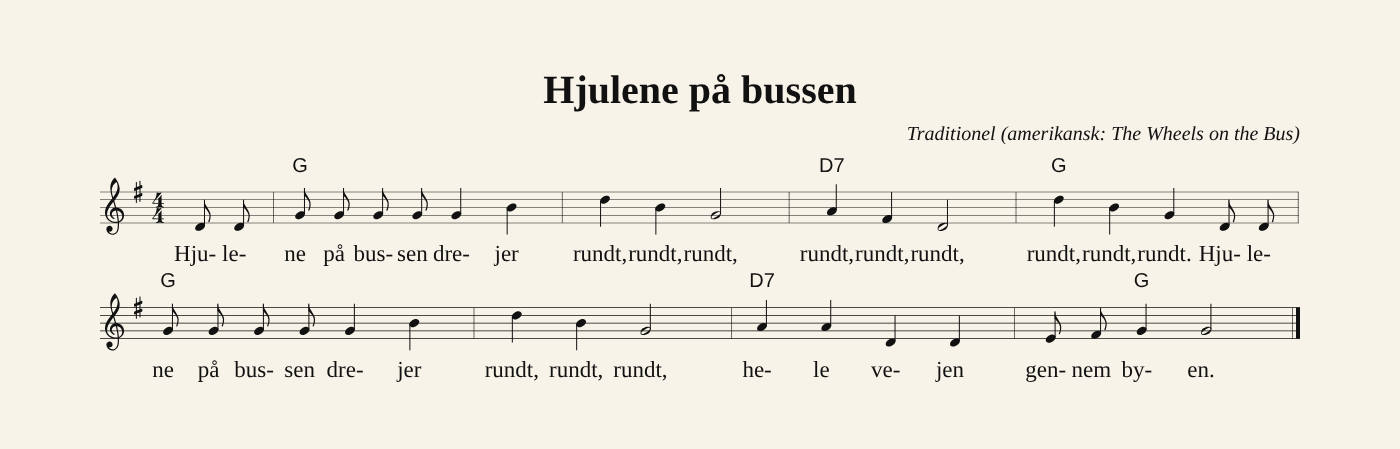 Hjulene på bussen
Traditionel (amerikansk: The Wheels on the Bus)
G D7 G
4
4
Hju- le- ne på bus- sen dre- jer rundt, rundt, rundt, rundt, rundt, rundt, rundt, rundt, rundt. Hju- le-
G D7 G
ne på bus- sen dre- jer rundt, rundt, rundt, he- le ve- jen gen- nem by- en.